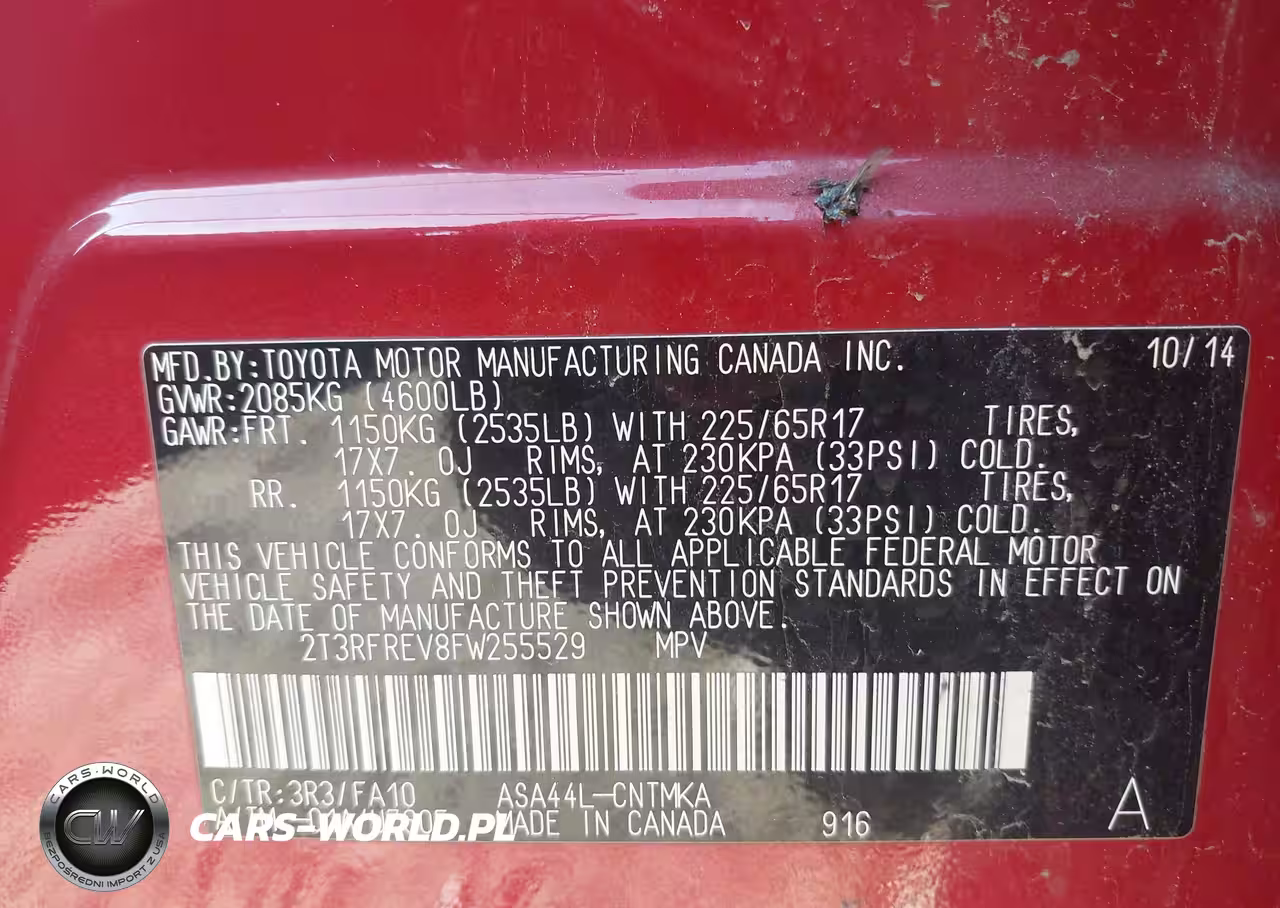 MFD.BY:TOYOTA MOTOR MANUFACTURING CANADA INC. 10/14
GVWR:2085KG (4600LB)
GAWR:FRT. 1150KG (2535LB) WITH 225/65R17 TIRES,
17X7.0J RIMS, AT 230KPA (33PSI) COLD.
RR. 1150KG (2535LB) WITH 225/65R17 TIRES,
17X7.0J RIMS, AT 230KPA (33PSI) COLD.
THIS VEHICLE CONFORMS TO ALL APPLICABLE FEDERAL MOTOR
VEHICLE SAFETY AND THEFT PREVENTION STANDARDS IN EFFECT ON
THE DATE OF MANUFACTURE SHOWN ABOVE.
2T3RFREV8FW255529 MPV
C/TR:3R3/FA10 ASA44L-CNTMKA
MADE IN CANADA 916
A
CARS-WORLD
CW
BEZPOŚREDNI IMPORT Z USA
CARS-WORLD.PL